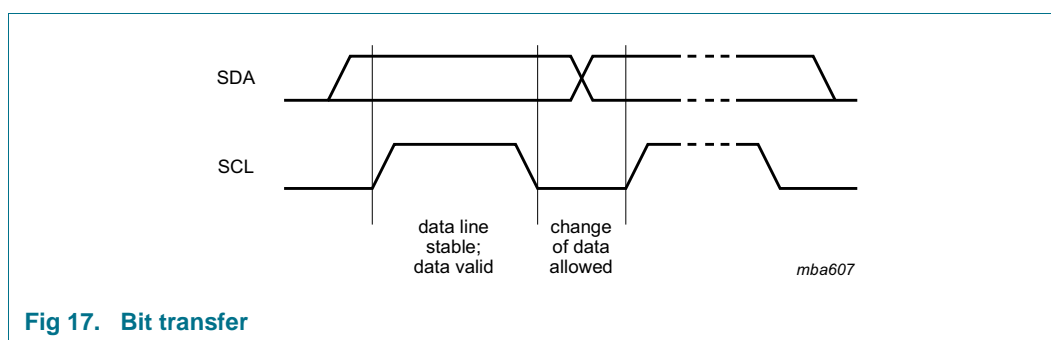 SDA
SCL
data line
stable;
data valid
change
of data
allowed
mba607
Fig 17. Bit transfer